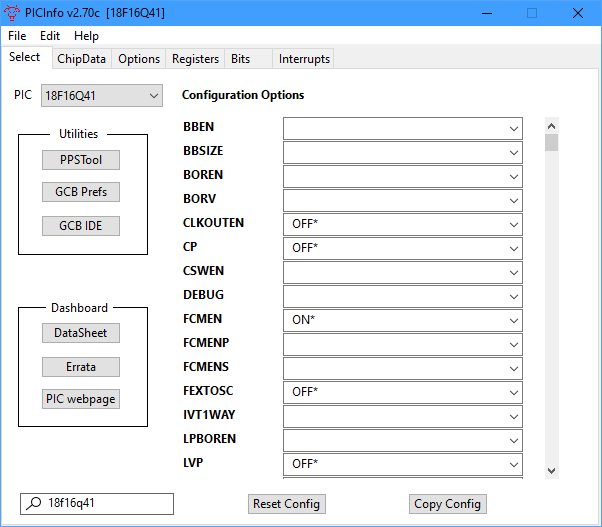 PICInfo v2.70c [18F16Q41]
File Edit Help
Select ChipData Options Registers Bits Interrupts
PIC 18F16Q41
Configuration Options
Utilities
PPSTool
GCB Prefs
GCB IDE
Dashboard
DataSheet
Errata
PIC webpage
BBEN
BBSIZE
BOREN
BORV
CLKOUTEN OFF*
CP OFF*
CSWEN
DEBUG
FCMEN ON*
FCMENP
FCMENS
FEXTOSC OFF*
IVT1WAY
LPBOREN
LVP OFF*
18f16q41
Reset Config
Copy Config